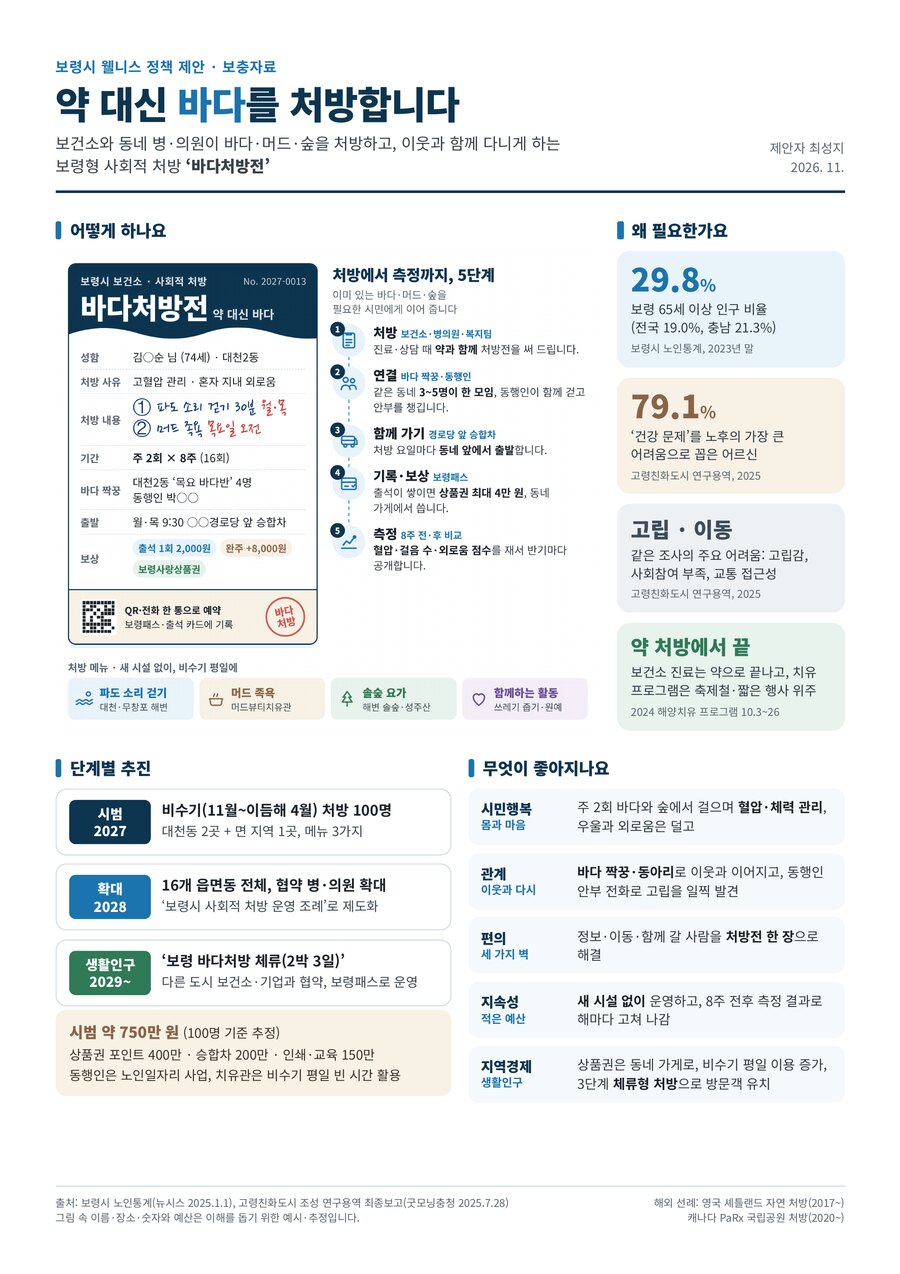 보령시 웰니스 정책 제안 · 보충자료
약 대신 바다를 처방합니다
보건소와 동네 병·의원이 바다·머드·숲을 처방하고, 이웃과 함께 다니게 하는
보령형 사회적 처방 ‘바다처방전’
제안자 최성지
2026. 11.
어떻게 하나요
보령시 보건소 · 사회적 처방
No. 2027-0013
바다처방전 약 대신 바다
성함
김○순 님 (74세) · 대천2동
처방 사유
고혈압 관리 · 혼자 지내 외로움
처방 내용
① 파도 소리 걷기 30분 월·목
② 머드 족욕 목요일 오전
기간
주 2회 × 8주 (16회)
바다 짝꿍
대천2동 ‘목요 바다반’ 4명
동행인 박○○
출발
월·목 9:30 ○○경로당 앞 승합차
보상
출석 1회 2,000원
완주 +8,000원
보령사랑상품권
QR·전화 한 통으로 예약
보령패스·출석 카드에 기록
바다
처방
처방에서 측정까지, 5단계
이미 있는 바다·머드·숲을
필요한 시민에게 이어 줍니다
1
처방 보건소·병의원·복지팀
진료·상담 때 약과 함께 처방전을 써 드립니다.
2
연결 바다 짝꿍·동행인
같은 동네 3~5명이 한 모임, 동행인이 함께 걷고
안부를 챙깁니다.
3
함께 가기 경로당 앞 승합차
처방 요일마다 동네 앞에서 출발합니다.
4
기록·보상 보령패스
출석이 쌓이면 상품권 최대 4만 원, 동네
가게에서 씁니다.
5
측정 8주 전·후 비교
혈압·걸음 수·외로움 점수를 재서 반기마다
공개합니다.
처방 메뉴 · 새 시설 없이, 비수기 평일에
파도 소리 걷기
대천·무창포 해변
머드 족욕
머드뷰티치유관
솔숲 요가
해변 솔숲·성주산
함께하는 활동
쓰레기 줍기·원예
왜 필요한가요
29.8%
보령 65세 이상 인구 비율
(전국 19.0%, 충남 21.3%)
보령시 노인통계, 2023년 말
79.1%
‘건강 문제’를 노후의 가장 큰
어려움으로 꼽은 어르신
고령친화도시 연구용역, 2025
고립 · 이동
같은 조사의 주요 어려움: 고립감,
사회참여 부족, 교통 접근성
고령친화도시 연구용역, 2025
약 처방에서 끝
보건소 진료는 약으로 끝나고, 치유
프로그램은 축제철·짧은 행사 위주
2024 해양치유 프로그램 10.3~26
단계별 추진
시범
2027
비수기(11월~이듬해 4월) 처방 100명
대천동 2곳 + 면 지역 1곳, 메뉴 3가지
확대
2028
16개 읍면동 전체, 협약 병·의원 확대
‘보령시 사회적 처방 운영 조례’로 제도화
생활인구
2029~
‘보령 바다처방 체류(2박 3일)’
다른 도시 보건소·기업과 협약, 보령패스로 운영
시범 약 750만 원 (100명 기준 추정)
상품권 포인트 400만 · 승합차 200만 · 인쇄·교육 150만
동행인은 노인일자리 사업, 치유관은 비수기 평일 빈 시간 활용
무엇이 좋아지나요
시민행복
몸과 마음
주 2회 바다와 숲에서 걸으며 혈압·체력 관리,
우울과 외로움은 덜고
관계
이웃과 다시
바다 짝꿍·동아리로 이웃과 이어지고, 동행인
안부 전화로 고립을 일찍 발견
편의
세 가지 벽
정보·이동·함께 갈 사람을 처방전 한 장으로
해결
지속성
적은 예산
새 시설 없이 운영하고, 8주 전후 측정 결과로
해마다 고쳐 나감
지역경제
생활인구
상품권은 동네 가게로, 비수기 평일 이용 증가,
3단계 체류형 처방으로 방문객 유치
출처: 보령시 노인통계(뉴시스 2025.1.1), 고령친화도시 조성 연구용역 최종보고(굿모닝충청 2025.7.28)
그림 속 이름·장소·숫자와 예산은 이해를 돕기 위한 예시·추정입니다.
해외 선례: 영국 셰틀랜드 자연 처방(2017~)
캐나다 PaRx 국립공원 처방(2020~)